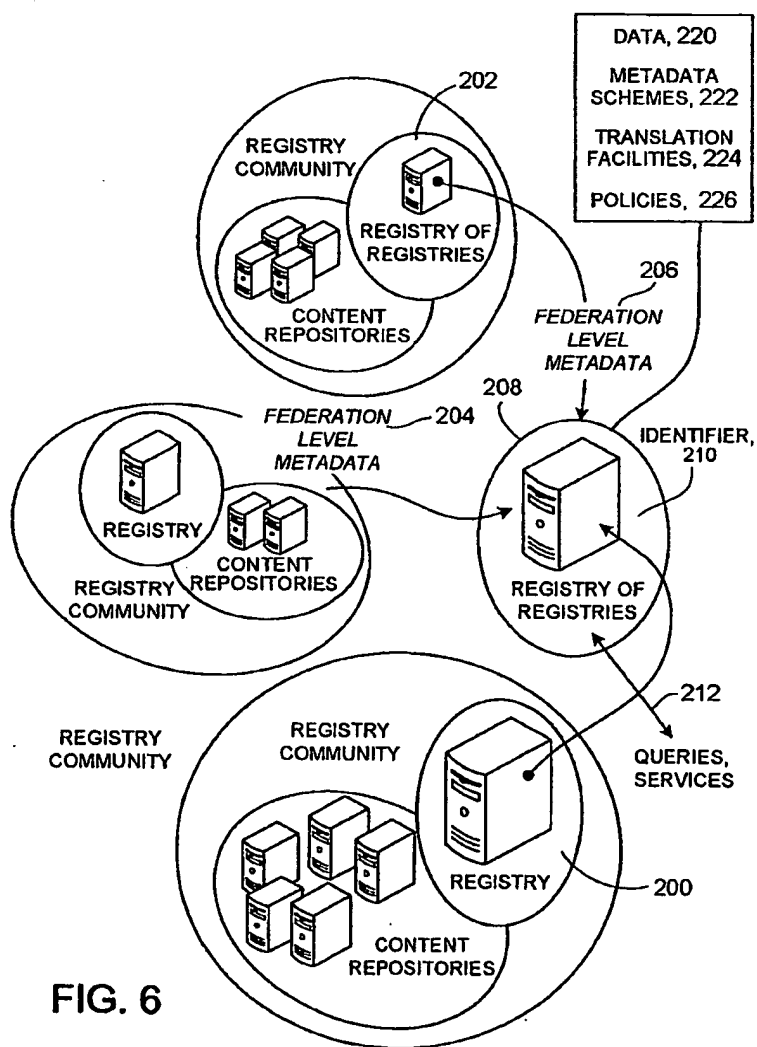 DATA, 220
METADATA
SCHEMES, 222
TRANSLATION
FACILITIES, 224
POLICIES, 226
202
REGISTRY
COMMUNITY
REGISTRY OF
REGISTRIES
CONTENT
REPOSITORIES
206
FEDERATION
LEVEL
METADATA
208
IDENTIFIER,
210
FEDERATION
LEVEL
METADATA
204
REGISTRY
CONTENT
REPOSITORIES
REGISTRY
COMMUNITY
REGISTRY OF
REGISTRIES
212
QUERIES,
SERVICES
REGISTRY
COMMUNITY
REGISTRY
COMMUNITY
REGISTRY
200
CONTENT
REPOSITORIES
FIG. 6